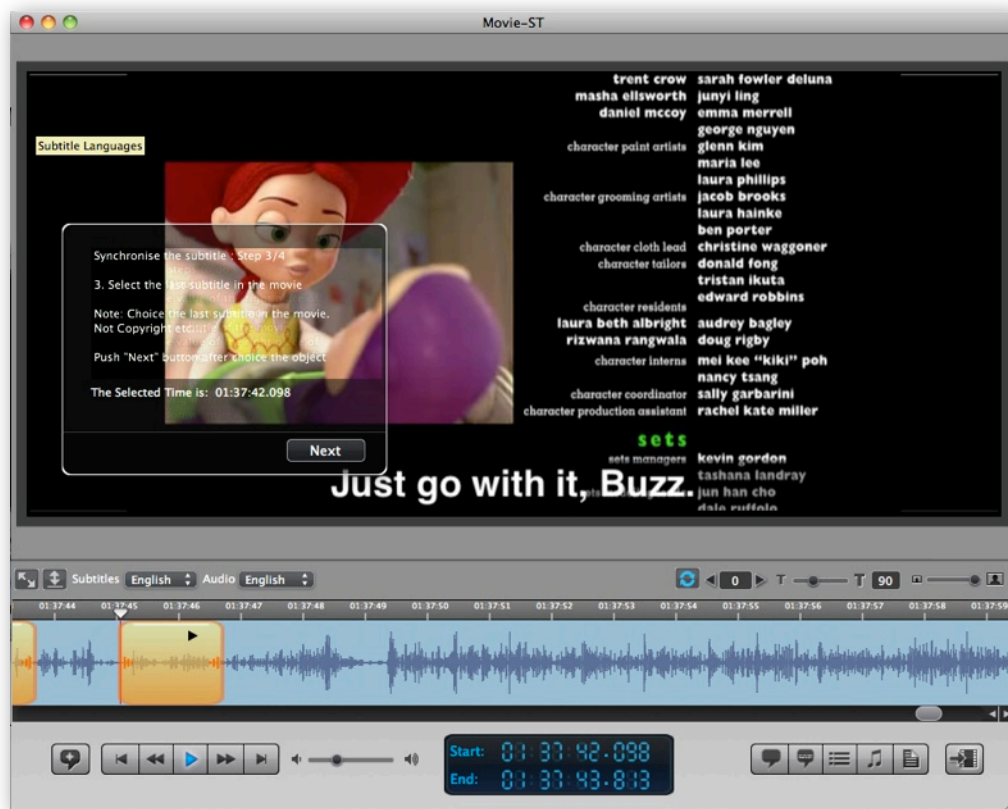 Movie-ST
trent crow sarah fowler deluna
masha ellsworth junyi ling
daniel mccoy emma merrell
george nguyen
Subtitle Languages
character paint artists glenn kim
maria lee
laura phillips
character grooming artists jacob brooks
laura hainke
ben porter
character cloth lead christine waggoner
character tailors donald fong
tristan ikuta
edward robbins
character residents
laura beth albright audrey bagley
rizwana rangwala doug rigby
character interns mei kee “kiki” poh
nancy tsang
character coordinator sally garbarini
character production assistant rachel kate miller
sets
sets managers kevin gordon
tashana landray
jun han cho
dale ruffolo
Synchronise the subtitle : Step 3/4
3. Select the last subtitle in the movie
Note: Choice the last subtitle in the movie.
Not Copyright etc.
Push "Next" button after choice the object
The Selected Time is: 01:37:42.098
Next
Just go with it, Buzz.
Subtitles English Audio English 0 T T 90
01:37:44 01:37:45 01:37:46 01:37:47 01:37:48 01:37:49 01:37:50 01:37:51 01:37:52 01:37:53 01:37:54 01:37:55 01:37:56 01:37:57 01:37:58 01:37:59
Start: 01:37:42.098
End: 01:37:43.813